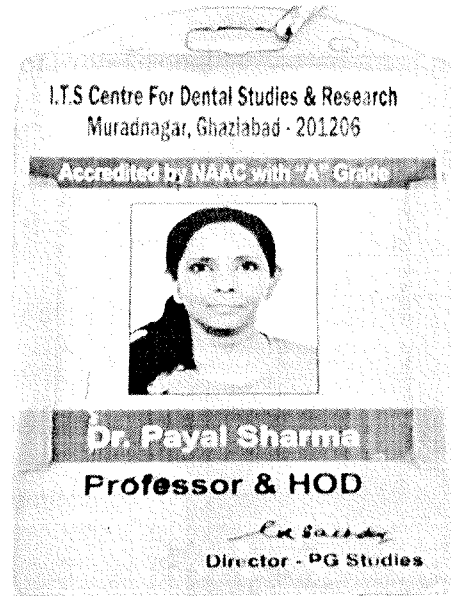 I.T.S Centre For Dental Studies & Research
Muradnagar, Ghaziabad - 201206
Accredited by NAAC with "A" Grade
Dr. Payal Sharma
Professor & HOD
Director - PG Studies